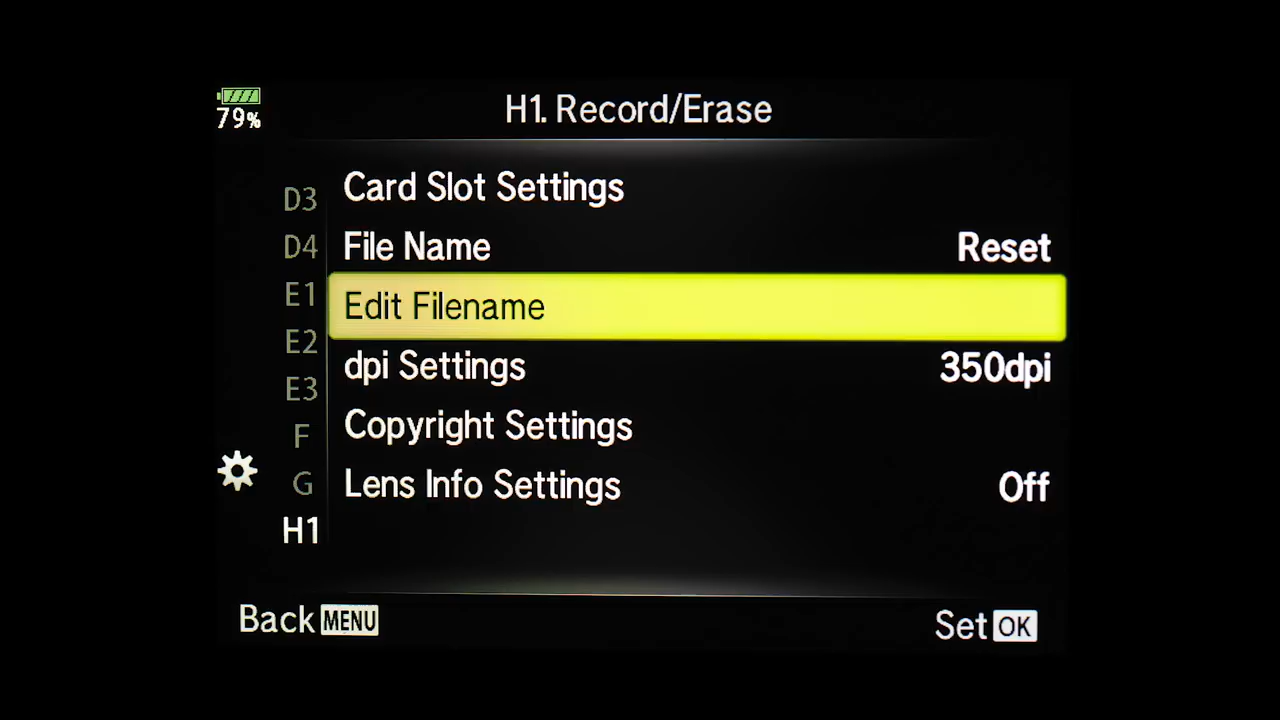 79%
H1. Record/Erase
D3
D4
E1
E2
E3
F
G
H1
Card Slot Settings
File Name Reset
Edit Filename
dpi Settings 350dpi
Copyright Settings
Lens Info Settings Off
Back MENU
Set OK